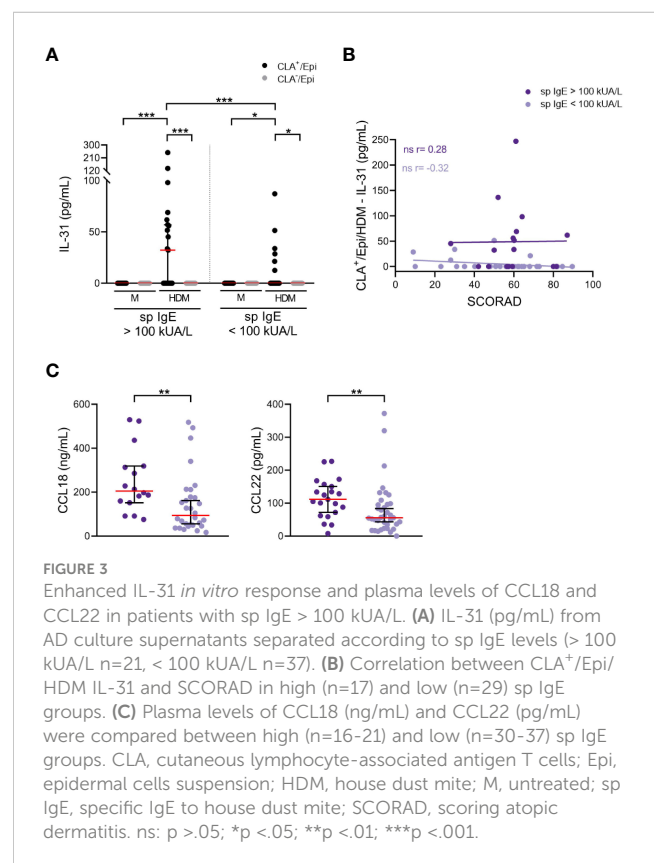 A
CLA+/Epi
CLA-/Epi
***
***
***
*
***
*
IL-31 (pg/mL)
300
210
120
100
50
0
M
HDM
M
HDM
sp IgE
> 100 kUA/L
sp IgE
< 100 kUA/L
B
sp IgE > 100 kUA/L
sp IgE < 100 kUA/L
CLA+/Epi/HDM - IL-31 (pg/mL)
250
200
150
100
50
0
ns r= 0.28
ns r= -0.32
0
20
40
60
80
100
SCORAD
C
**
CCL18 (ng/mL)
600
400
200
0
**
CCL22 (pg/mL)
400
300
200
100
0
FIGURE 3
Enhanced IL-31 in vitro response and plasma levels of CCL18 and
CCL22 in patients with sp IgE > 100 kUA/L. (A) IL-31 (pg/mL) from
AD culture supernatants separated according to sp IgE levels (> 100
kUA/L n=21, < 100 kUA/L n=37). (B) Correlation between CLA+/Epi/
HDM IL-31 and SCORAD in high (n=17) and low (n=29) sp IgE
groups. (C) Plasma levels of CCL18 (ng/mL) and CCL22 (pg/mL)
were compared between high (n=16-21) and low (n=30-37) sp IgE
groups. CLA, cutaneous lymphocyte-associated antigen T cells; Epi,
epidermal cells suspension; HDM, house dust mite; M, untreated; sp
IgE, specific IgE to house dust mite; SCORAD, scoring atopic
dermatitis. ns: p >.05; *p <.05; **p <.01; ***p <.001.